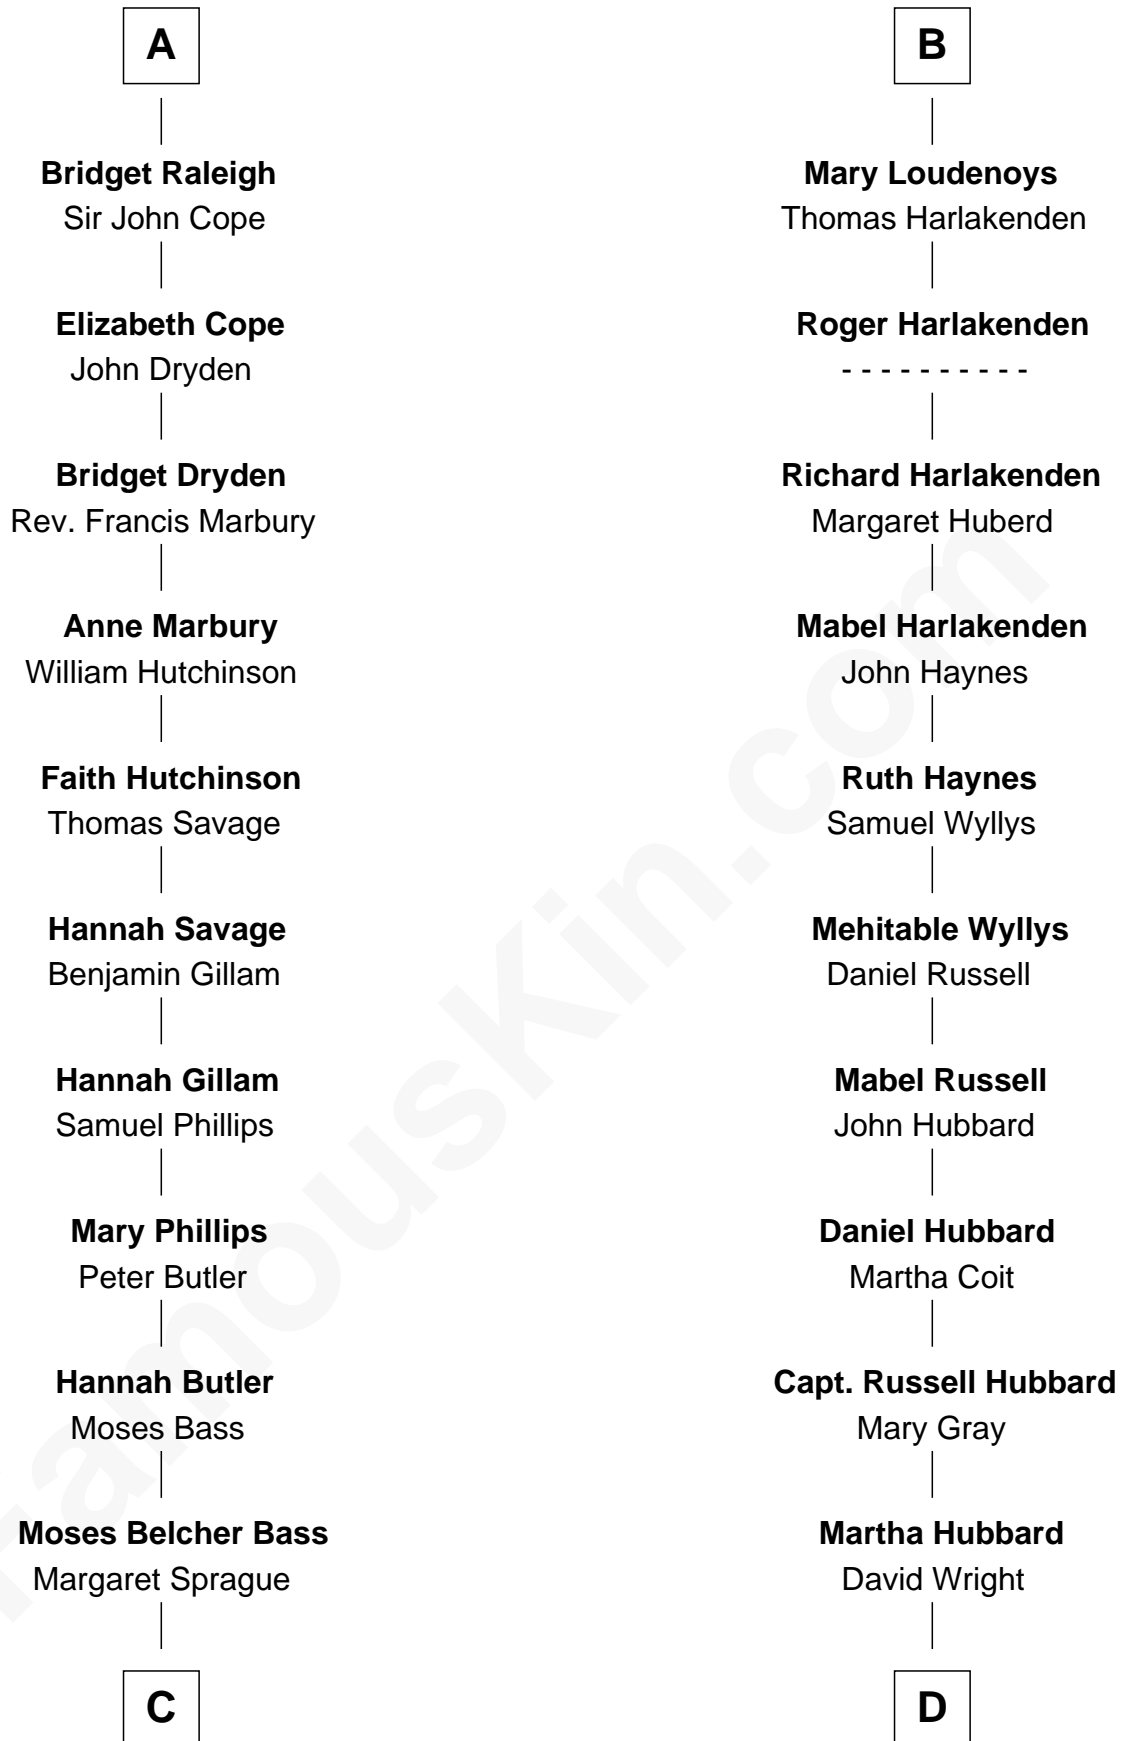 A
Bridget Raleigh
Sir John Cope
Elizabeth Cope
John Dryden
Bridget Dryden
Rev. Francis Marbury
Anne Marbury
William Hutchinson
Faith Hutchinson
Thomas Savage
Hannah Savage
Benjamin Gillam
Hannah Gillam
Samuel Phillips
Mary Phillips
Peter Butler
Hannah Butler
Moses Bass
Moses Belcher Bass
Margaret Sprague
C
B
Mary Loudenoys
Thomas Harlakenden
Roger Harlakenden
- - - - - - - - - -
Richard Harlakenden
Margaret Huberd
Mabel Harlakenden
John Haynes
Ruth Haynes
Samuel Wyllys
Mehitable Wyllys
Daniel Russell
Mabel Russell
John Hubbard
Daniel Hubbard
Martha Coit
Capt. Russell Hubbard
Mary Gray
Martha Hubbard
David Wright
D
FamousKin.com